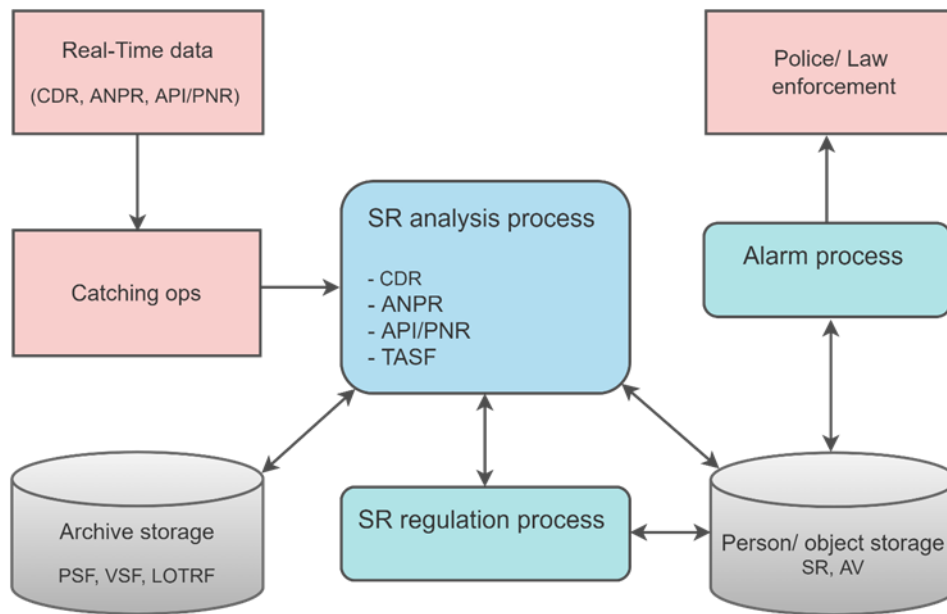 Real-Time data
(CDR, ANPR, API/PNR)
Police/ Law
enforcement
Catching ops
SR analysis process
- CDR
- ANPR
- API/PNR
- TASF
Alarm process
Archive storage
PSF, VSF, LOTRF
SR regulation process
Person/ object storage
SR, AV